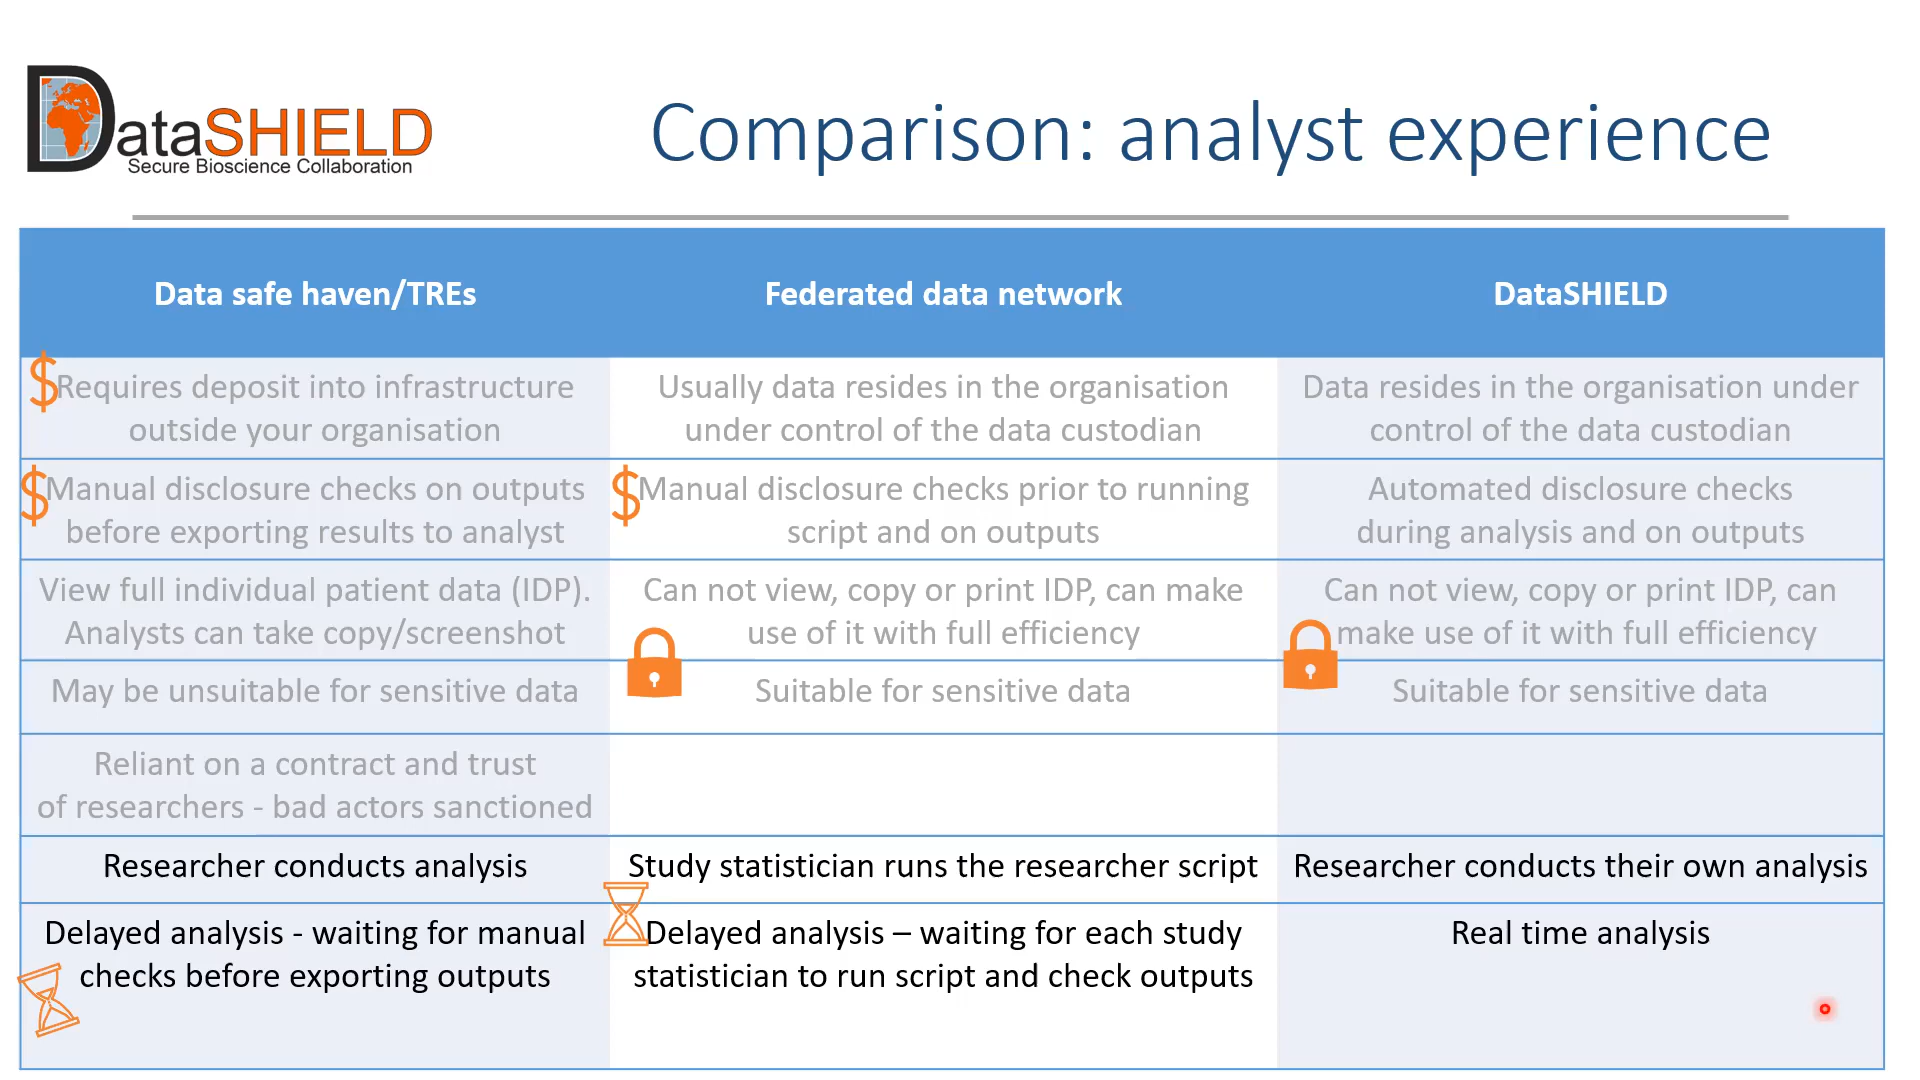 DataSHIELD
Secure Bioscience Collaboration
Comparison: analyst experience
Data safe haven/TREs
Federated data network
DataSHIELD
$ Requires deposit into infrastructure
outside your organisation
Usually data resides in the organisation
under control of the data custodian
Data resides in the organisation under
control of the data custodian
$ Manual disclosure checks on outputs
before exporting results to analyst
$ Manual disclosure checks prior to running
script and on outputs
Automated disclosure checks
during analysis and on outputs
View full individual patient data (IDP).
Analysts can take copy/screenshot
Can not view, copy or print IDP, can make
use of it with full efficiency
Can not view, copy or print IDP, can
make use of it with full efficiency
May be unsuitable for sensitive data
Suitable for sensitive data
Suitable for sensitive data
Reliant on a contract and trust
of researchers - bad actors sanctioned
Researcher conducts analysis
Study statistician runs the researcher script
Researcher conducts their own analysis
Delayed analysis - waiting for manual
checks before exporting outputs
Delayed analysis – waiting for each study
statistician to run script and check outputs
Real time analysis